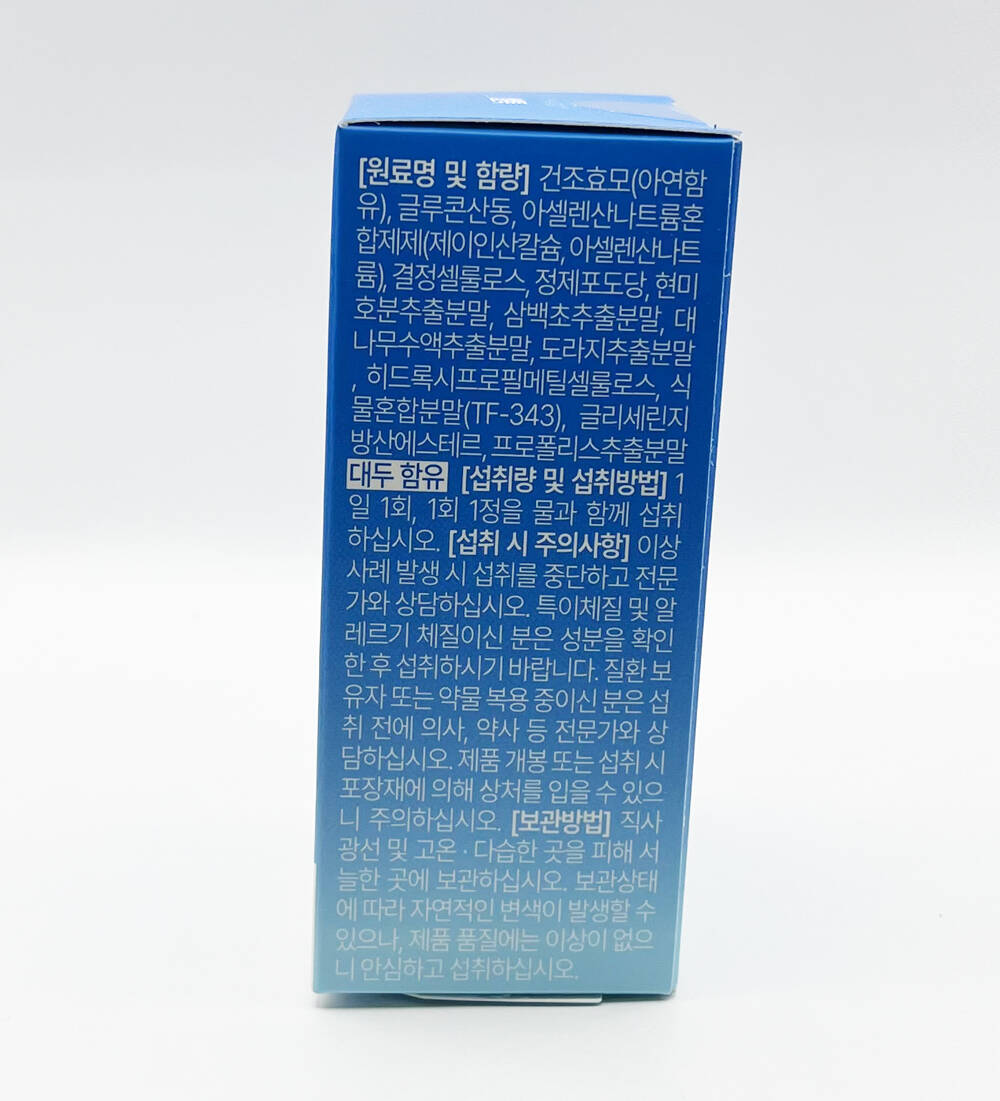 [원료명 및 함량] 건조효모(아연함
유), 글루콘산동, 아셀렌산나트륨혼
합제제(제이인산칼슘, 아셀렌산나트
륨), 결정셀룰로스, 정제포도당, 현미
호분추출분말, 삼백초추출분말, 대
나무수액추출분말, 도라지추출분말
, 히드록시프로필메틸셀룰로스, 식
물혼합분말(TF-343), 글리세린지
방산에스테르, 프로폴리스추출분말
대두 함유 [섭취량 및 섭취방법] 1
일 1회, 1회 1정을 물과 함께 섭취
하십시오. [섭취 시 주의사항] 이상
사례 발생 시 섭취를 중단하고 전문
가와 상담하십시오. 특이체질 및 알
레르기 체질이신 분은 성분을 확인
한 후 섭취하시기 바랍니다. 질환 보
유자 또는 약물 복용 중이신 분은 섭
취 전에 의사, 약사 등 전문가와 상
담하십시오. 제품 개봉 또는 섭취 시
포장재에 의해 상처를 입을 수 있으
니 주의하십시오. [보관방법] 직사
광선 및 고온 · 다습한 곳을 피해 서
늘한 곳에 보관하십시오. 보관상태
에 따라 자연적인 변색이 발생할 수
있으나, 제품 품질에는 이상이 없으
니 안심하고 섭취하십시오.